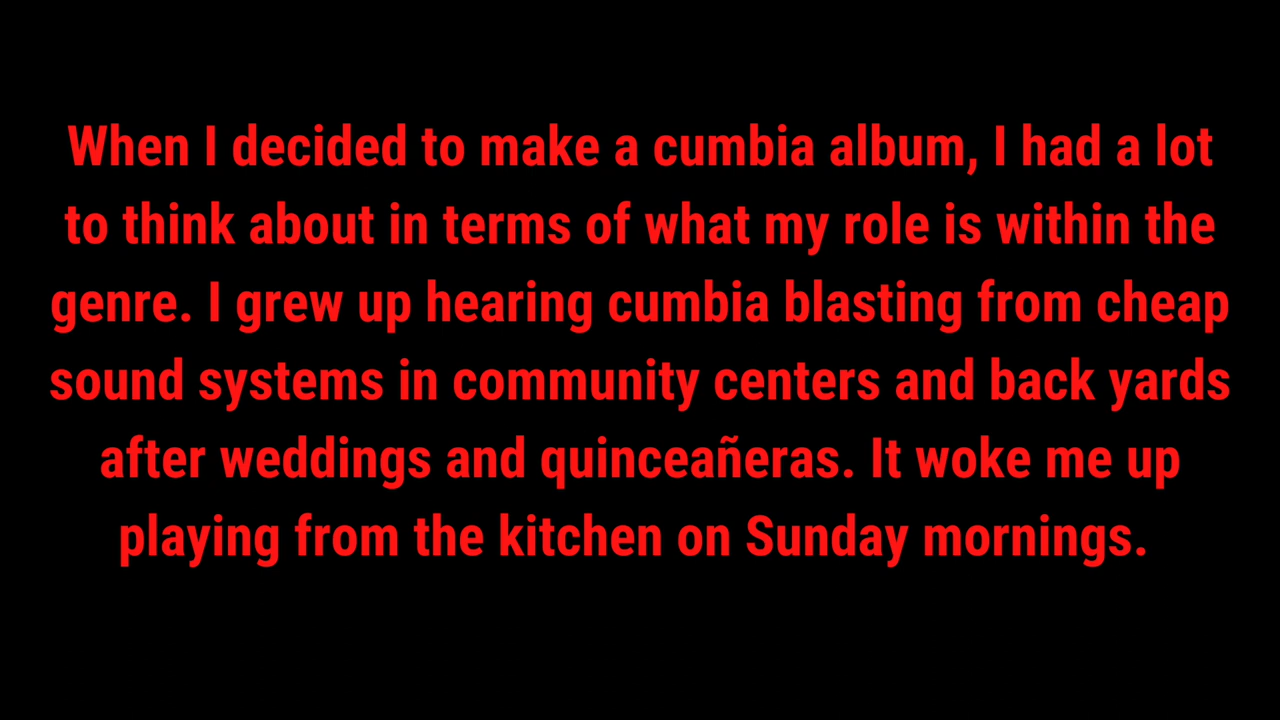 When I decided to make a cumbia album, I had a lot
to think about in terms of what my role is within the
genre. I grew up hearing cumbia blasting from cheap
sound systems in community centers and back yards
after weddings and quinceañeras. It woke me up
playing from the kitchen on Sunday mornings.